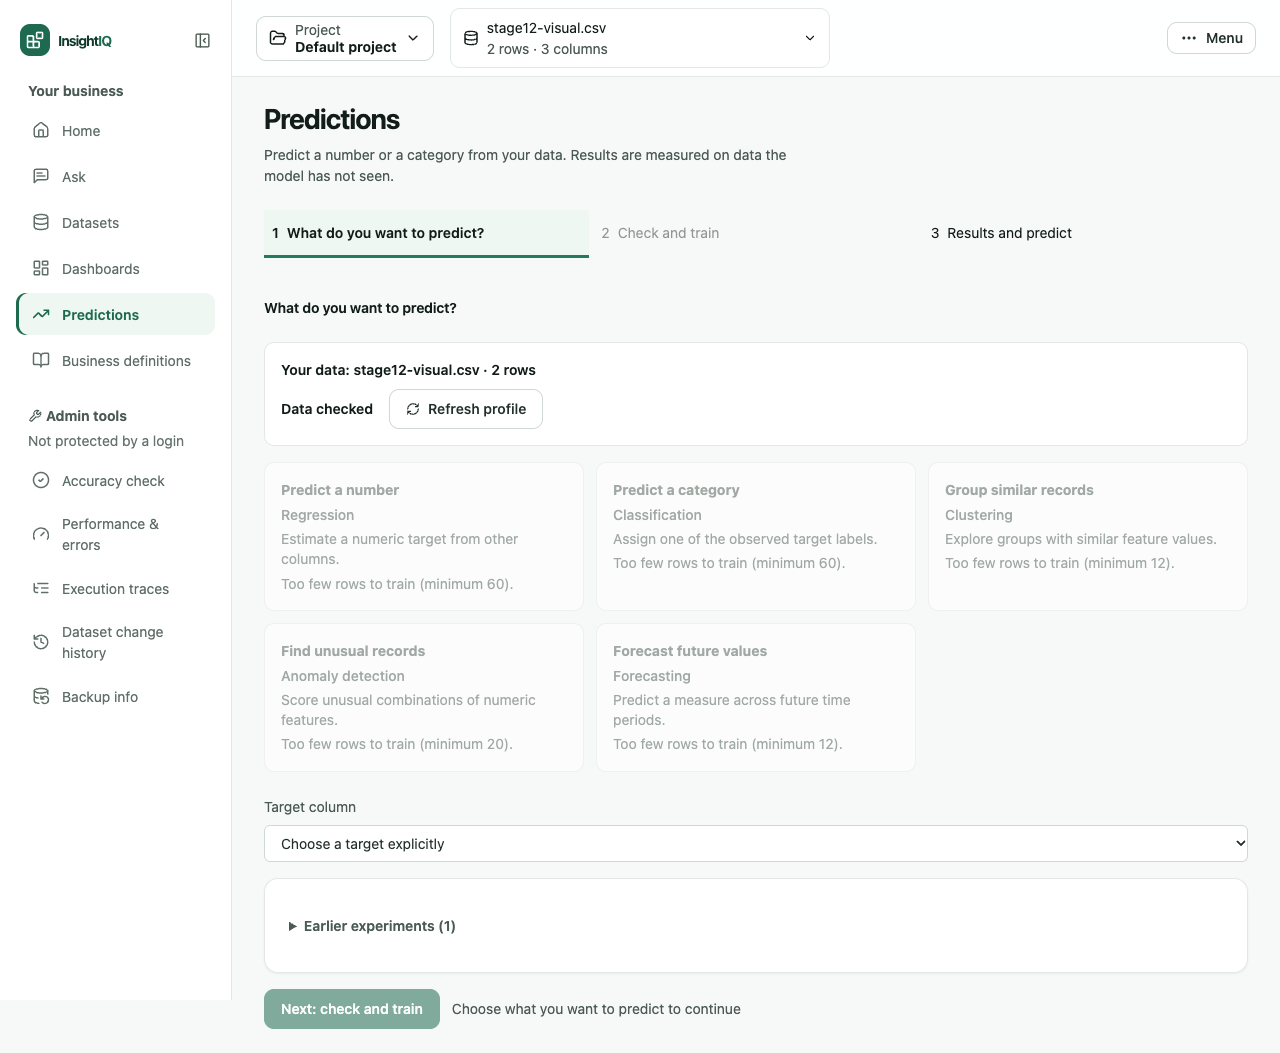 InsightIQ
Project
Default project
stage12-visual.csv
2 rows · 3 columns
Menu
Your business
Home
Ask
Datasets
Dashboards
Predictions
Business definitions
Admin tools
Not protected by a login
Accuracy check
Performance &
errors
Execution traces
Dataset change
history
Backup info
Predictions
Predict a number or a category from your data. Results are measured on data the
model has not seen.
1 What do you want to predict?
2 Check and train
3 Results and predict
What do you want to predict?
Your data: stage12-visual.csv · 2 rows
Data checked
Refresh profile
Predict a number
Regression
Estimate a numeric target from other
columns.
Too few rows to train (minimum 60).
Predict a category
Classification
Assign one of the observed target labels.
Too few rows to train (minimum 60).
Group similar records
Clustering
Explore groups with similar feature values.
Too few rows to train (minimum 12).
Find unusual records
Anomaly detection
Score unusual combinations of numeric
features.
Too few rows to train (minimum 20).
Forecast future values
Forecasting
Predict a measure across future time
periods.
Too few rows to train (minimum 12).
Target column
Choose a target explicitly
Earlier experiments (1)
Next: check and train
Choose what you want to predict to continue